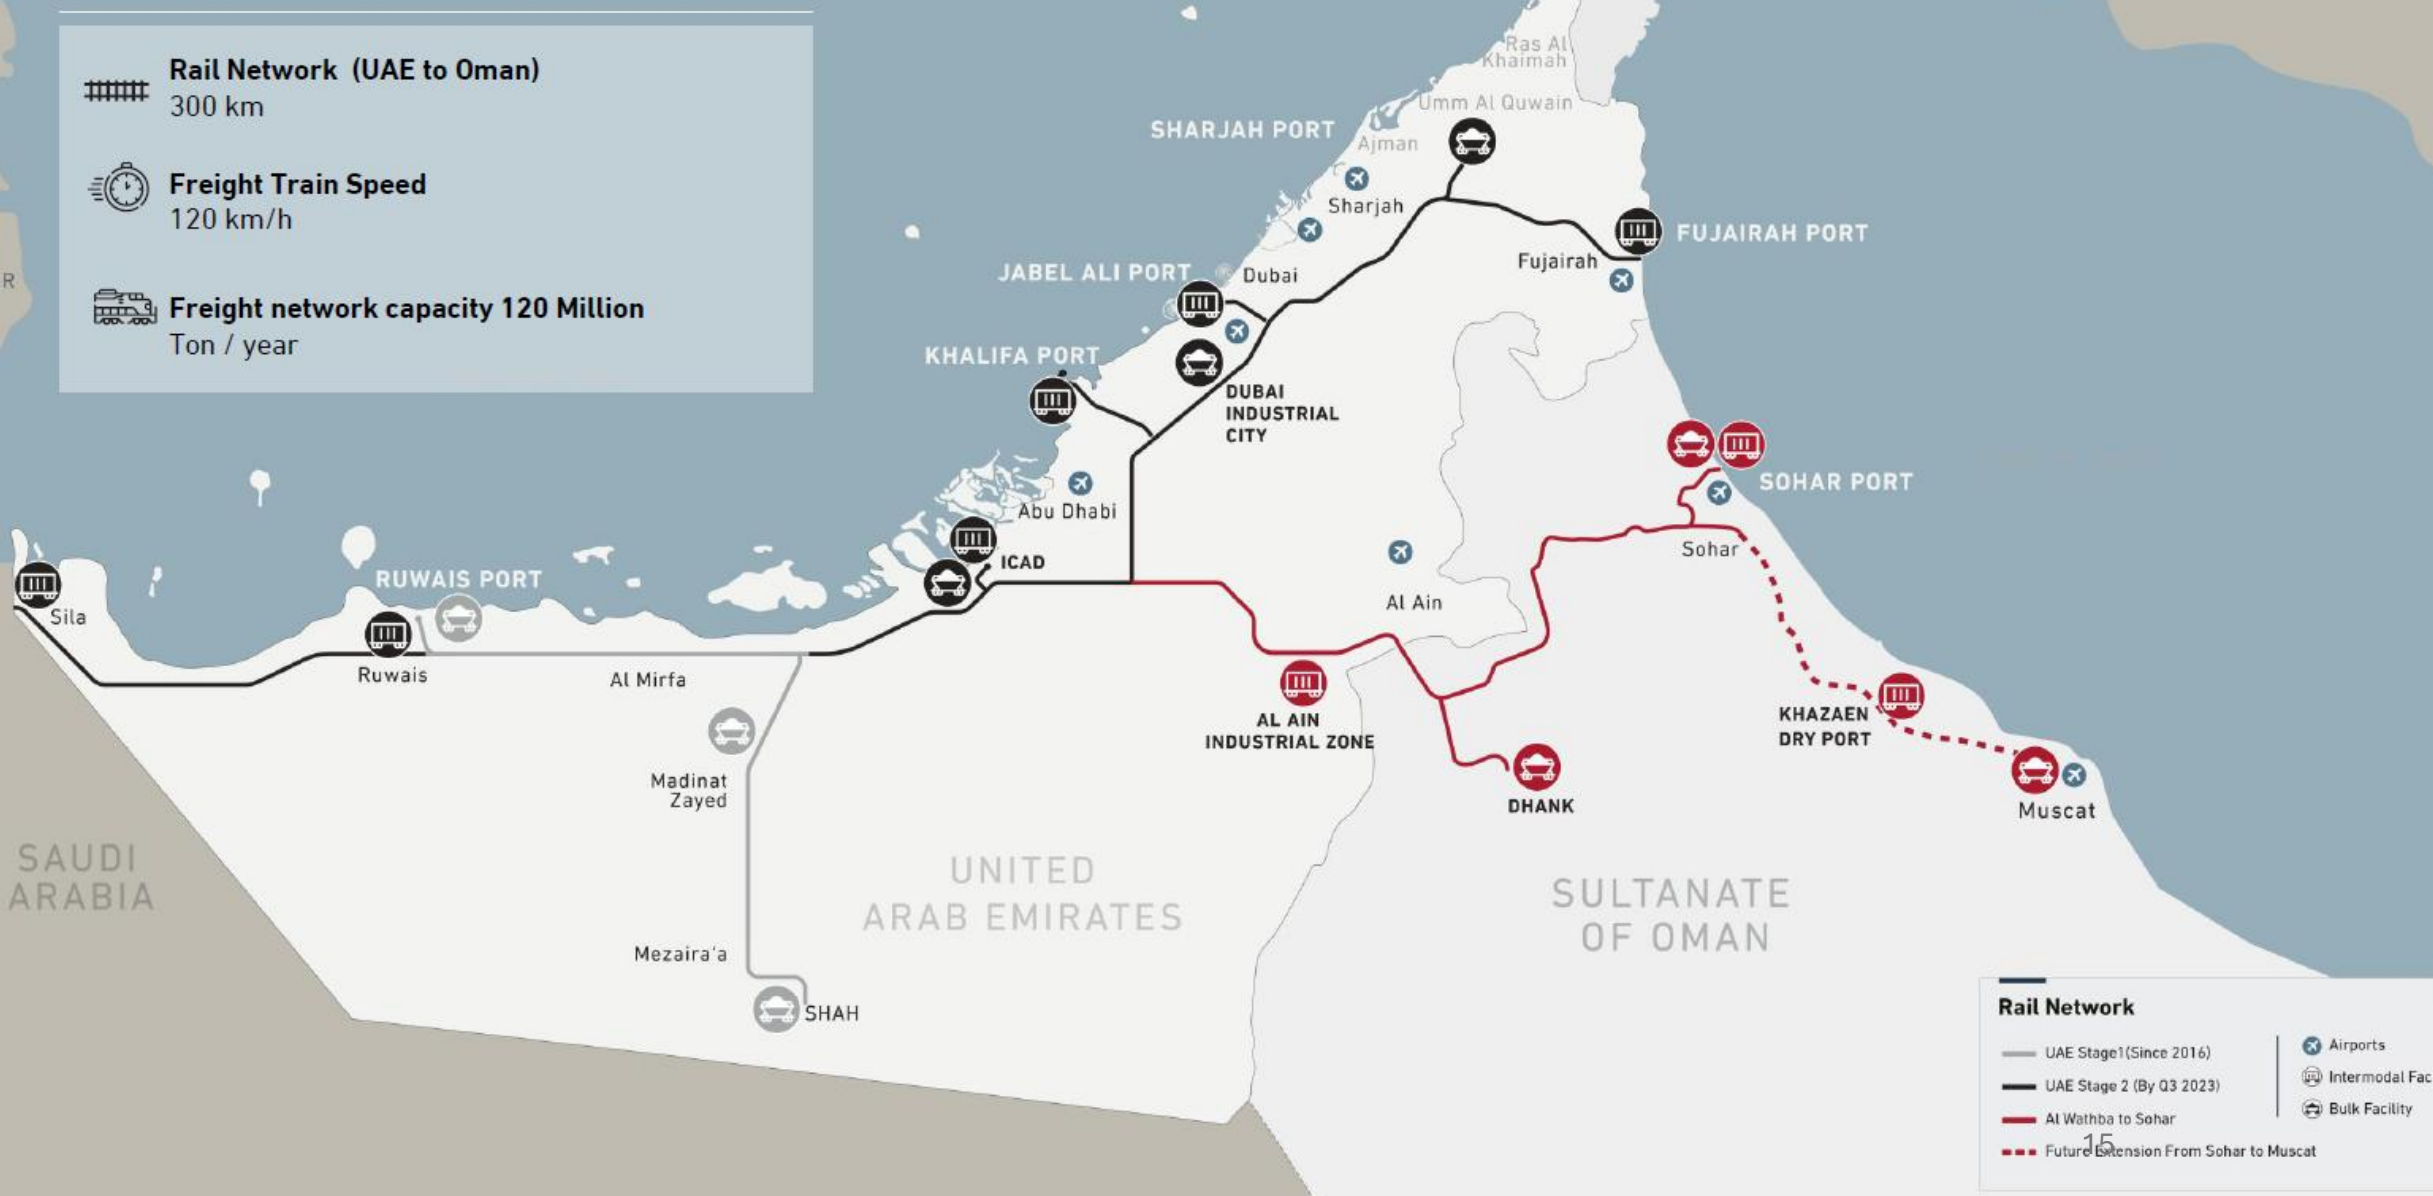 Rail Network (UAE to Oman)
300 km
Freight Train Speed
120 km/h
Freight network capacity 120 Million
Ton / year
Ras Al
Khaimah
Umm Al Quwain
SHARJAH PORT
Ajman
Sharjah
FUJAIRAH PORT
Fujairah
JABEL ALI PORT
Dubai
R
KHALIFA PORT
DUBAI
INDUSTRIAL
CITY
SOHAR PORT
Abu Dhabi
Sohar
ICAD
RUWAIS PORT
Al Ain
Sila
Ruwais
Al Mirfa
AL AIN
INDUSTRIAL ZONE
KHAZAEN
DRY PORT
Madinat
Zayed
DHANK
Muscat
SAUDI
ARABIA
UNITED
ARAB EMIRATES
SULTANATE
OF OMAN
Mezaira'a
SHAH
Rail Network
UAE Stage1(Since 2016)
UAE Stage 2 (By Q3 2023)
Al Wathba to Sohar
Future Extension From Sohar to Muscat
15
Airports
Intermodal Fac
Bulk Facility